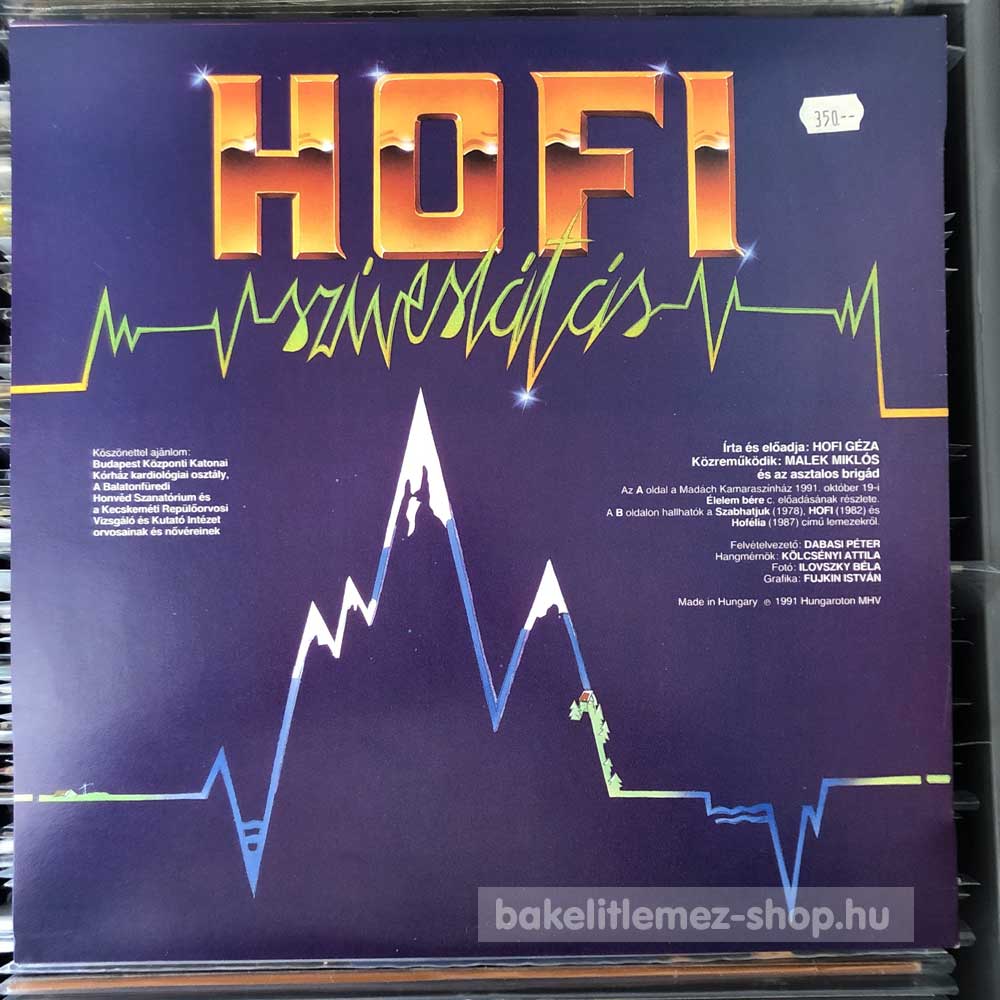 HOFI
350.--
szíveslátás
Köszönettel ajánlom:
Budapest Központi Katonai
Kórház kardiológiai osztály,
A Balatonfüredi
Honvéd Szanatórium és
a Kecskeméti Repülőorvosi
Vizsgáló és Kutató Intézet
orvosainak és nővéreinek
Írta és előadja: HOFI GÉZA
Közreműködik: MALEK MIKLÓS
és az asztalos brigád
Az A oldal a Madách Kamaraszínház 1991. október 19-i
Élelem bére c. előadásának részlete.
A B oldalon hallhatók a Szabhatjuk (1978), HOFI (1982) és
Hofélia (1987) című lemezekről.
Felvételvezető: DABASI PÉTER
Hangmérnök: KÖLCSÉNYI ATTILA
Fotó: ILOVSZKY BÉLA
Grafika: FUJKIN ISTVÁN
Made in Hungary ℗ 1991 Hungaroton MHV
bakelitlemez-shop.hu